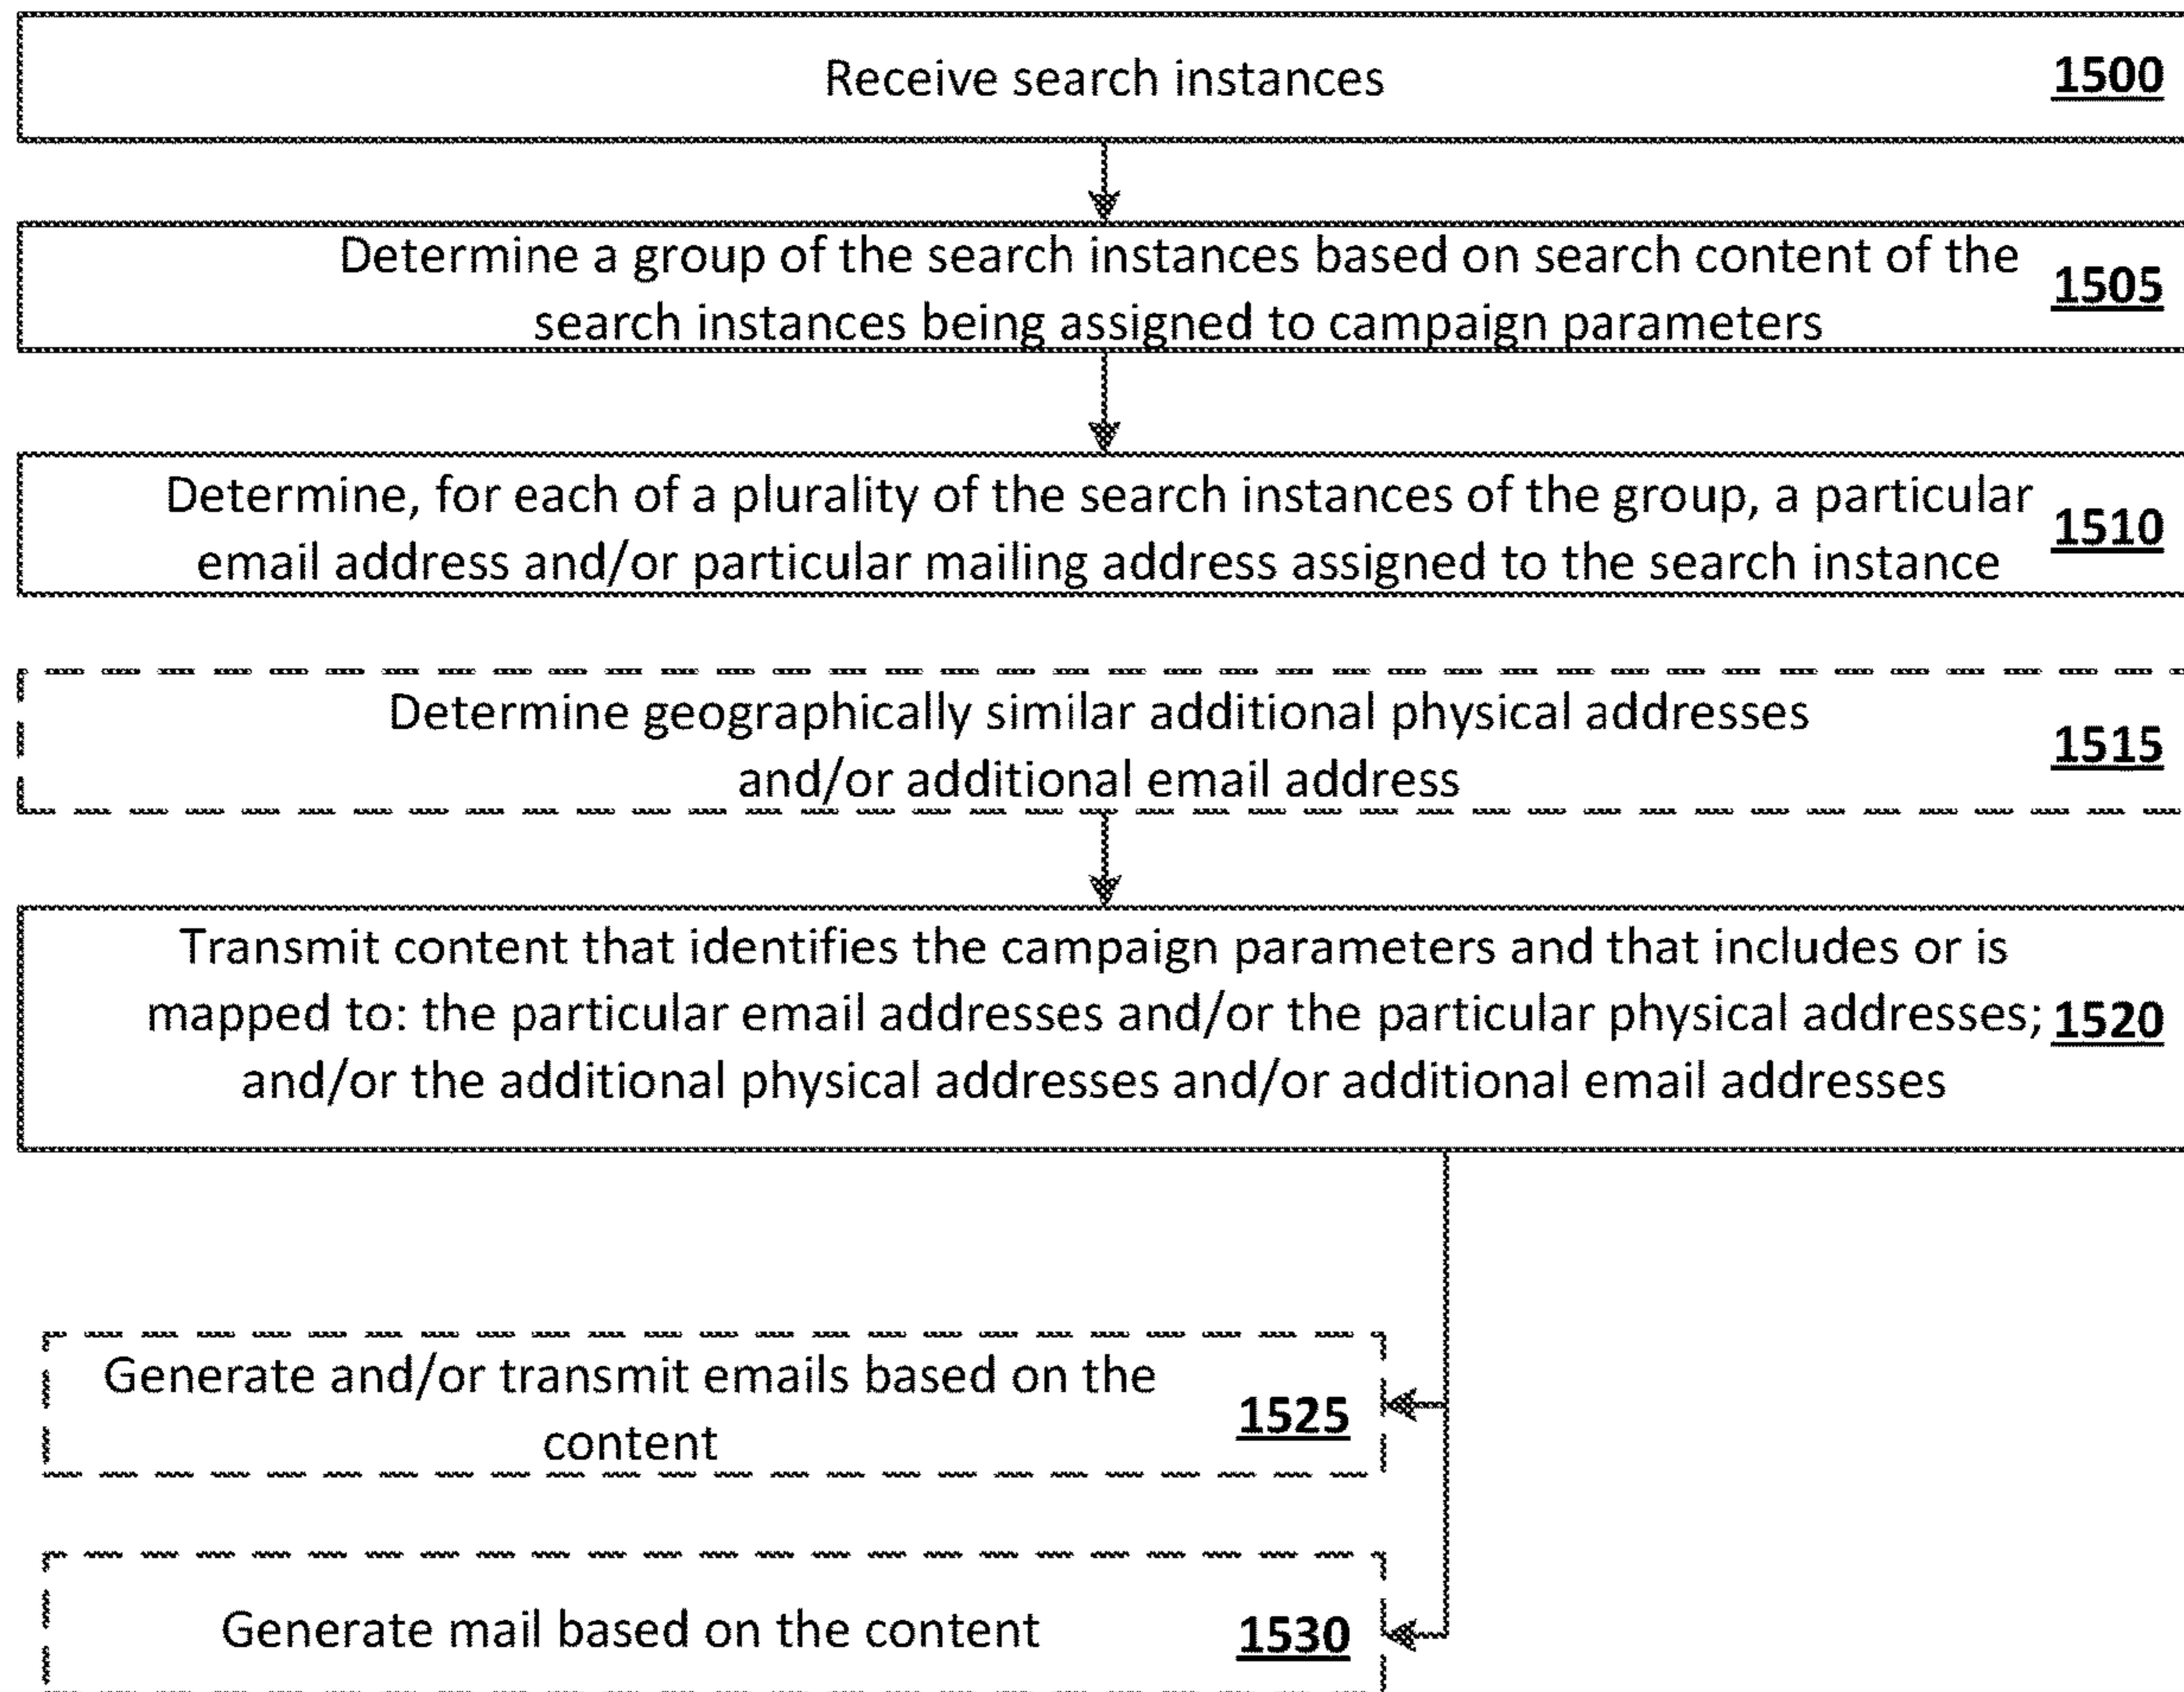 Receive search instances 1500
Determine a group of the search instances based on search content of the
search instances being assigned to campaign parameters 1505
Determine, for each of a plurality of the search instances of the group, a particular
email address and/or particular mailing address assigned to the search instance 1510
Determine geographically similar additional physical addresses
and/or additional email address 1515
Transmit content that identifies the campaign parameters and that includes or is
mapped to: the particular email addresses and/or the particular physical addresses; 1520
and/or the additional physical addresses and/or additional email addresses
Generate and/or transmit emails based on the
content 1525
Generate mail based on the content 1530